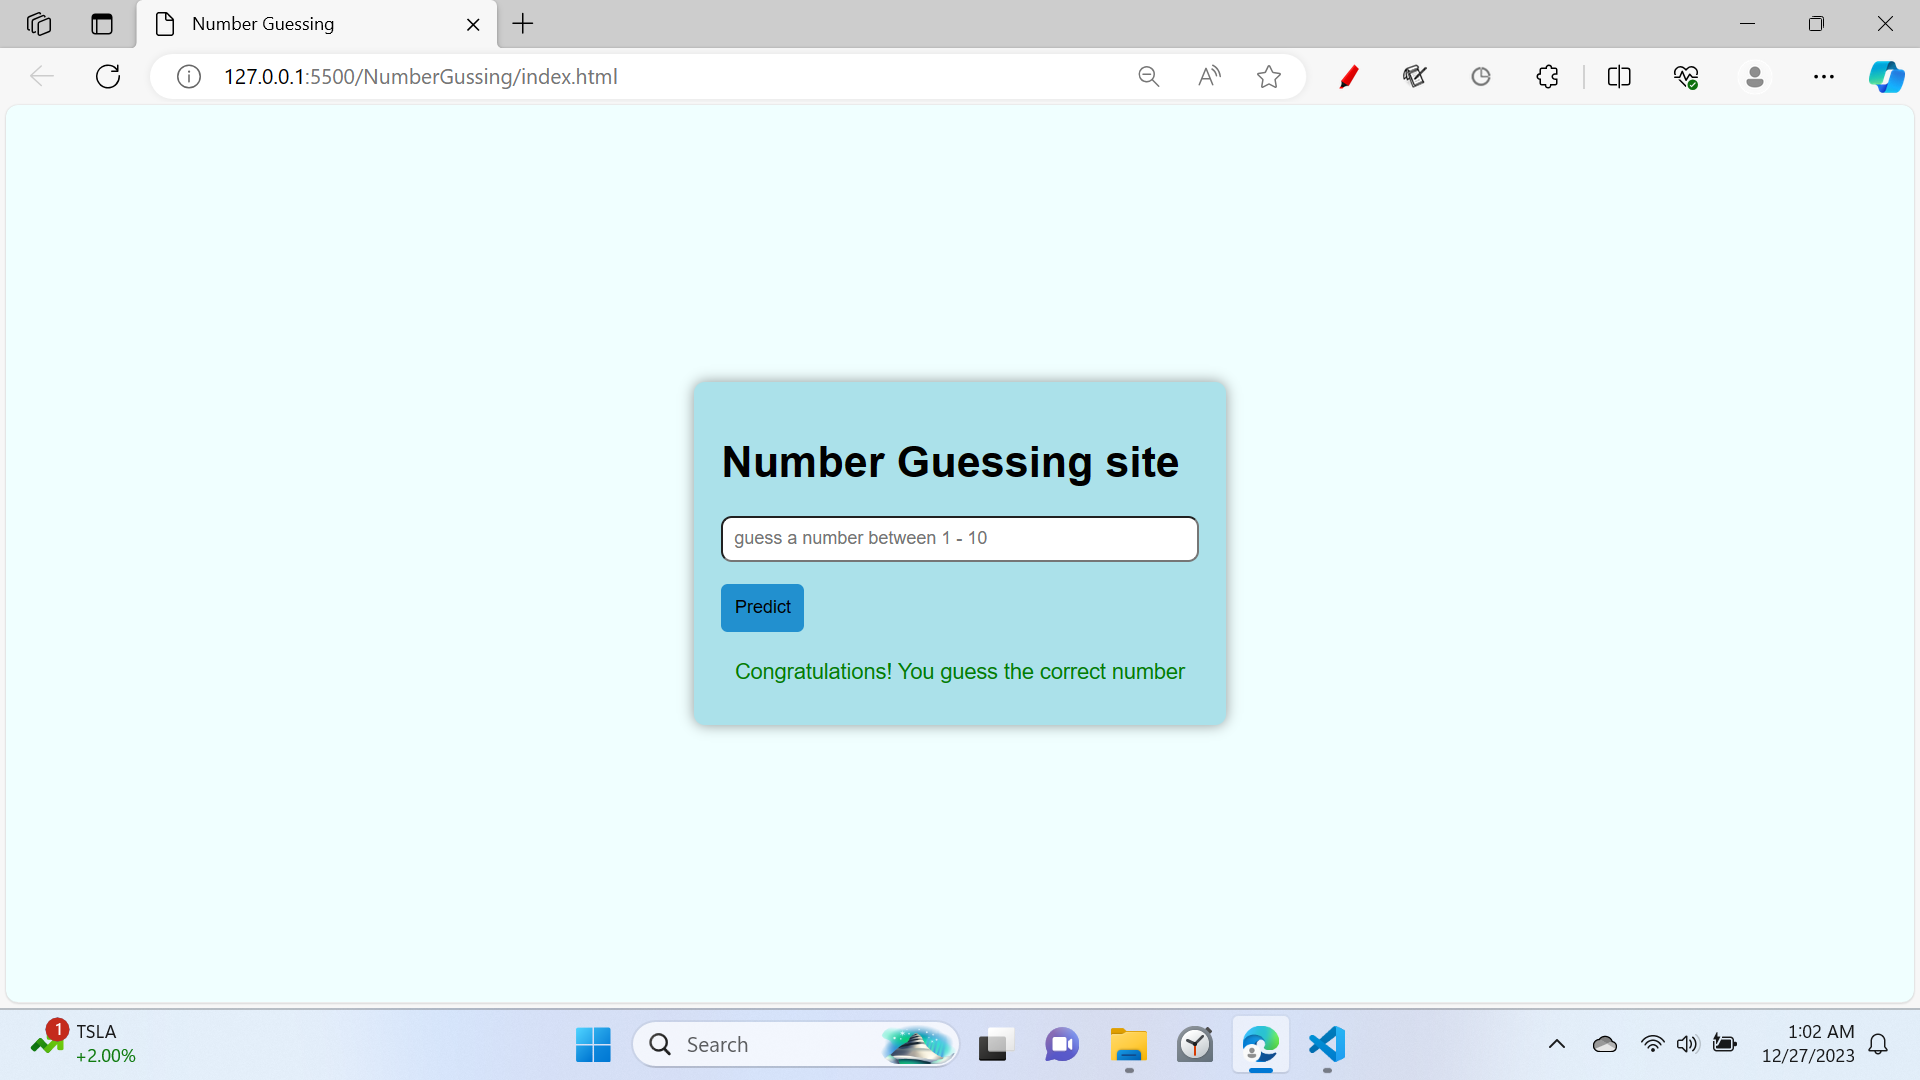 Number Guessing
127.0.0.1:5500/NumberGussing/index.html
Number Guessing site
guess a number between 1 - 10
Predict
Congratulations! You guess the correct number
1
TSLA
+2.00%
Search
1:02 AM
12/27/2023